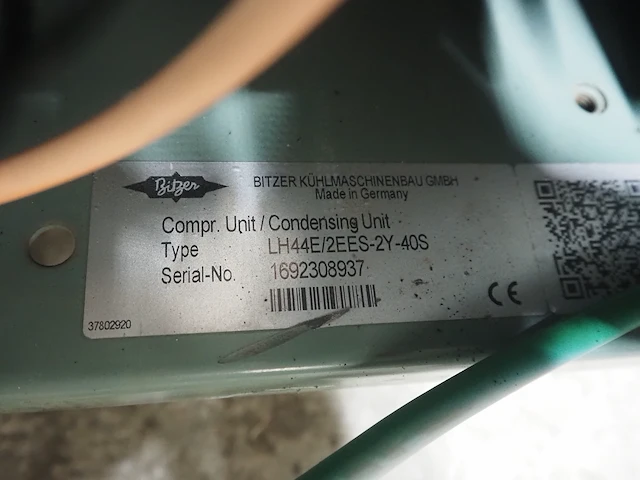 Bitzer
BITZER KÜHLMASCHINENBAU GMBH
Made in Germany
Compr. Unit / Condensing Unit
Type LH44E/2EES-2Y-40S
Serial-No. 1692308937
CE
37802920